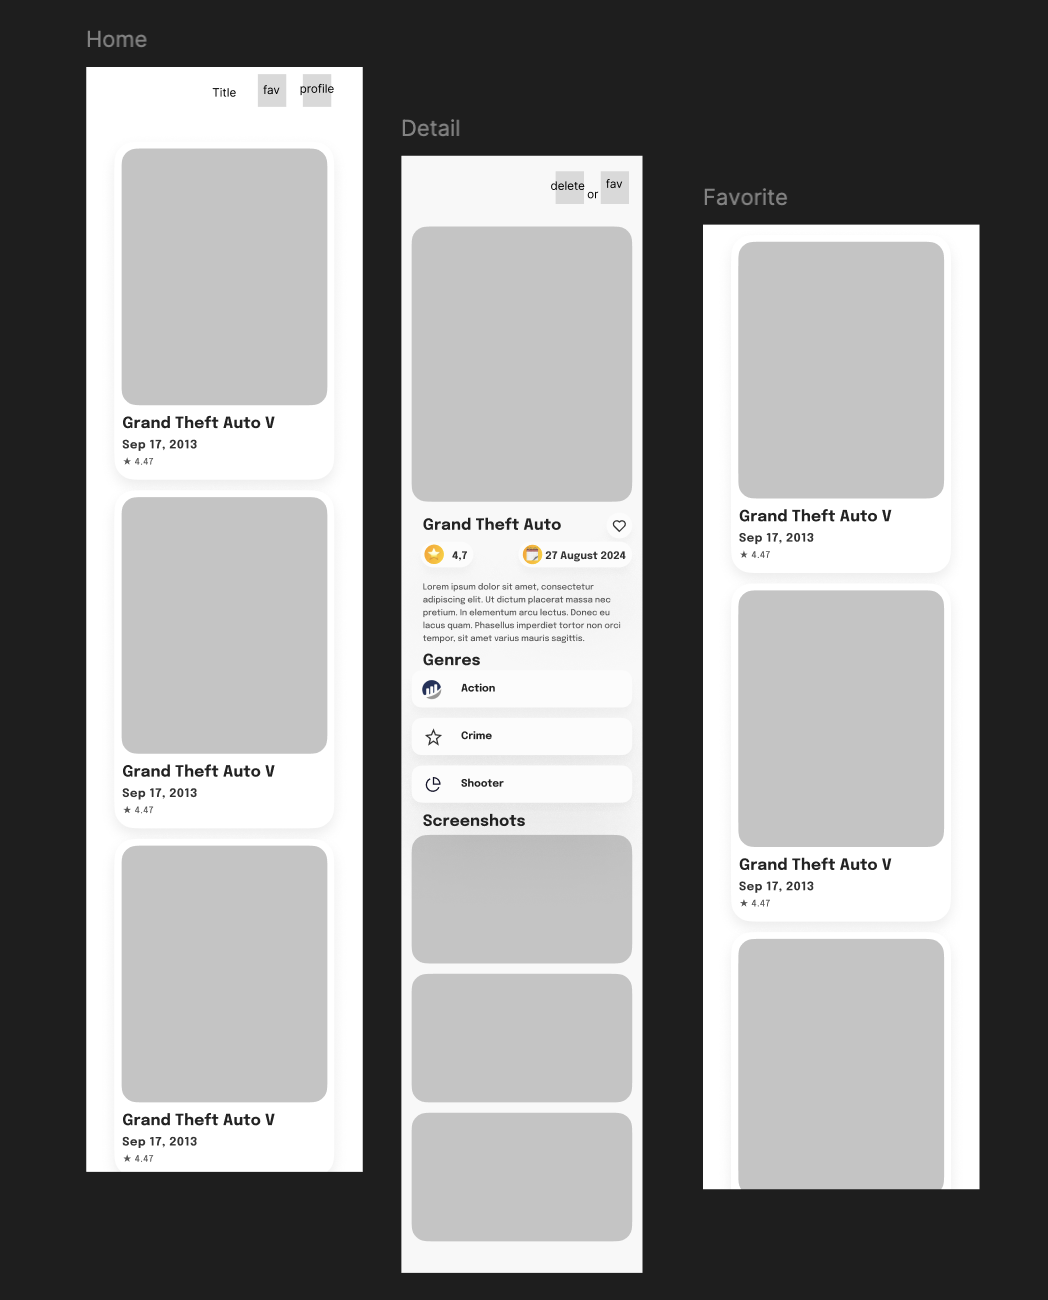 Home
Title
fav
profile
Grand Theft Auto V
Sep 17, 2013
★ 4.47
Grand Theft Auto V
Sep 17, 2013
★ 4.47
Grand Theft Auto V
Sep 17, 2013
★ 4.47
Detail
delete
or
fav
Grand Theft Auto
4,7
27 August 2024
Lorem ipsum dolor sit amet, consectetur
adipiscing elit. Ut dictum placerat massa nec
pretium. In elementum arcu lectus. Donec eu
lacus quam. Phasellus imperdiet tortor non orci
tempor, sit amet varius mauris sagittis.
Genres
Action
Crime
Shooter
Screenshots
Favorite
Grand Theft Auto V
Sep 17, 2013
★ 4.47
Grand Theft Auto V
Sep 17, 2013
★ 4.47